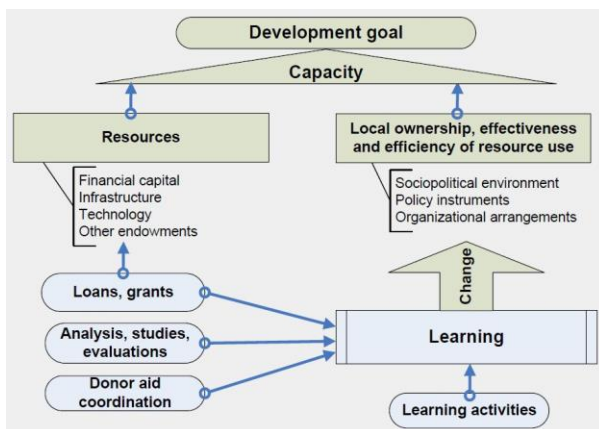 Development goal
Capacity
Resources
Financial capital
Infrastructure
Technology
Other endowments
Local ownership, effectiveness
and efficiency of resource use
Sociopolitical environment
Policy instruments
Organizational arrangements
Change
Loans, grants
Analysis, studies,
evaluations
Donor aid
coordination
Learning
Learning activities